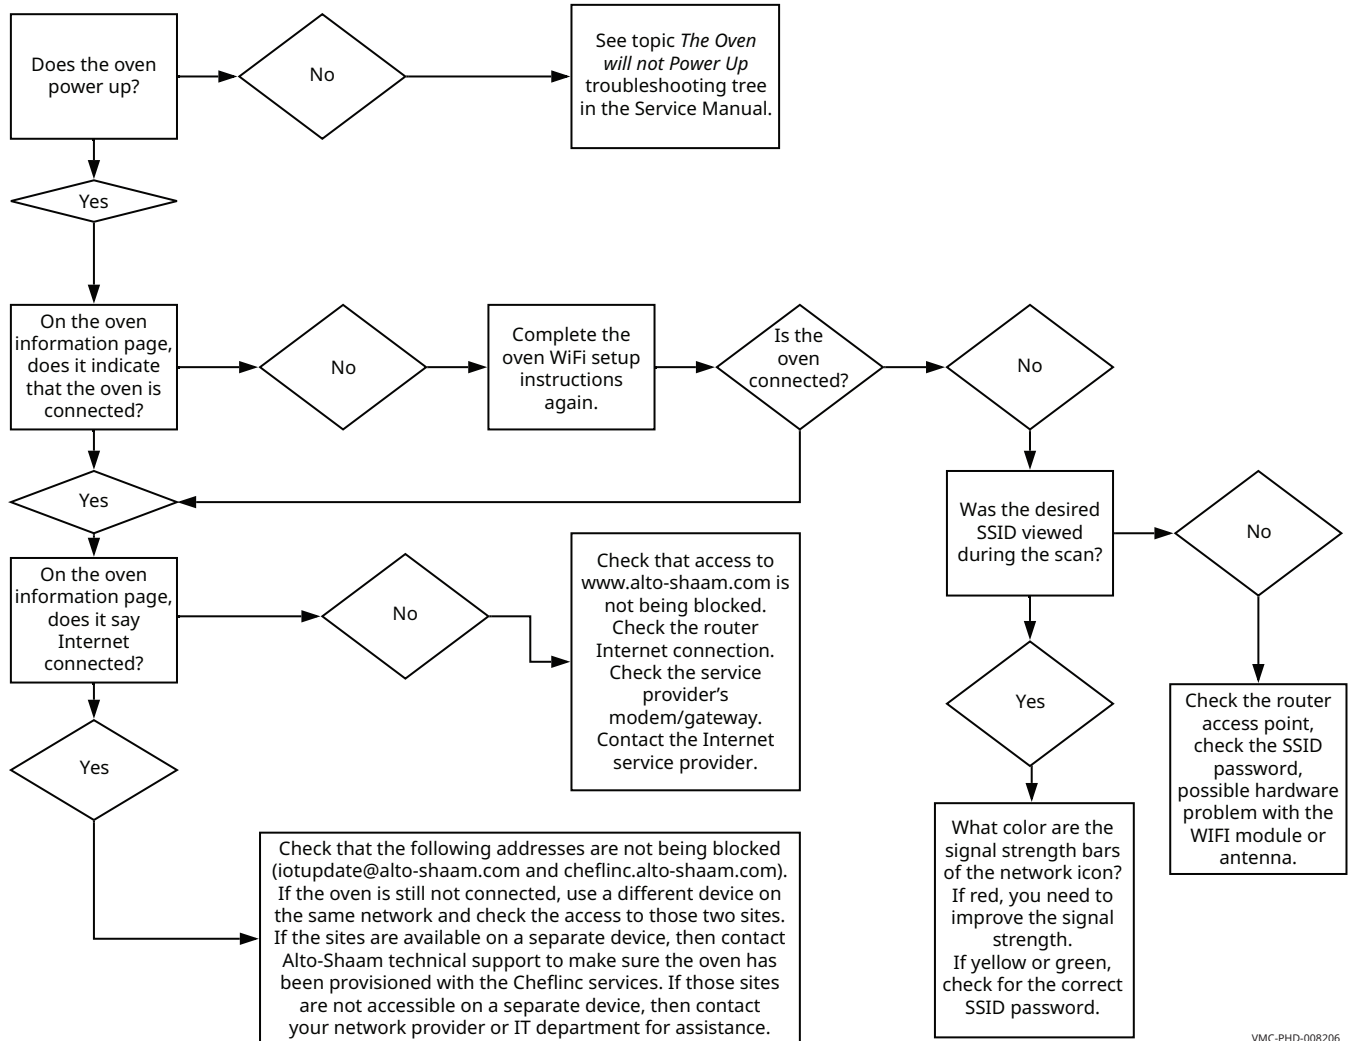 Does the oven
power up?
No
See topic The Oven
will not Power Up
troubleshooting tree
in the Service Manual.
Yes
On the oven
information page,
does it indicate
that the oven is
connected?
No
Complete the
oven WiFi setup
instructions
again.
Is the
oven
connected?
No
Yes
Was the desired
SSID viewed
during the scan?
No
On the oven
information page,
does it say
Internet
connected?
No
Check that access to
www.alto-shaam.com is
not being blocked.
Check the router
Internet connection.
Check the service
provider’s
modem/gateway.
Contact the Internet
service provider.
Yes
Check the router
access point,
check the SSID
password,
possible hardware
problem with the
WIFI module or
antenna.
Yes
What color are the
signal strength bars
of the network icon?
If red, you need to
improve the signal
strength.
If yellow or green,
check for the correct
SSID password.
Check that the following addresses are not being blocked
(iotupdate@alto-shaam.com and cheflinc.alto-shaam.com).
If the oven is still not connected, use a different device on
the same network and check the access to those two sites.
If the sites are available on a separate device, then contact
Alto-Shaam technical support to make sure the oven has
been provisioned with the Cheflinc services. If those sites
are not accessible on a separate device, then contact
your network provider or IT department for assistance.
VMC-PHD-008206